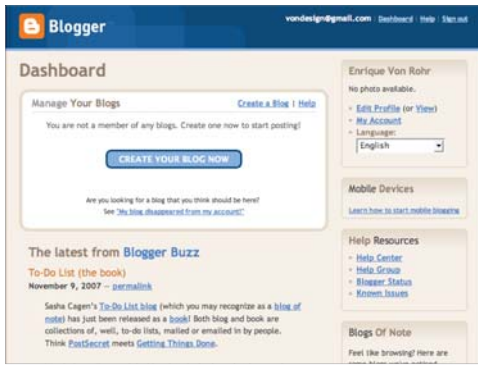 Blogger
vondesign@gmail.com | Dashboard | Help | Sign out
Dashboard
Manage Your Blogs
Create a Blog | Help
You are not a member of any blogs. Create one now to start posting!
CREATE YOUR BLOG NOW
Are you looking for a blog that you think should be here?
See "My blog disappeared from my account!"
The latest from Blogger Buzz
To-Do List (the book)
November 9, 2007 — permalink
Sasha Cagen's To-Do List blog (which you may recognize as a blog of
note) has just been released as a book! Both blog and book are
collections of, well, to-do lists, mailed or emailed in by people.
Think PostSecret meets Getting Things Done.
Enrique Von Rohr
No photo available.
Edit Profile (or View)
My Account
Language:
English
Mobile Devices
Learn how to start mobile blogging
Help Resources
Help Center
Help Group
Blogger Status
Known Issues
Blogs Of Note
Feel like browsing? Here are